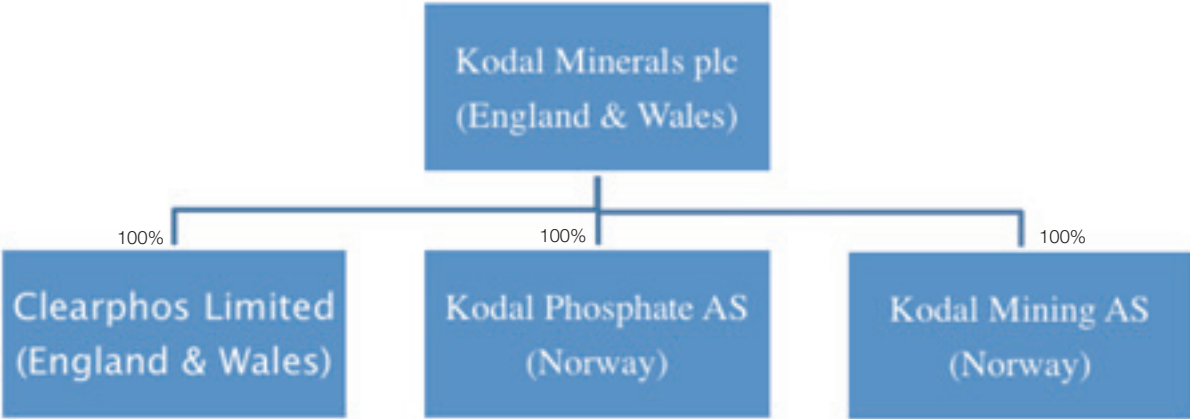 Kodal Minerals plc
(England & Wales)
100%
100%
100%
Clearphos Limited
(England & Wales)
Kodal Phosphate AS
(Norway)
Kodal Mining AS
(Norway)